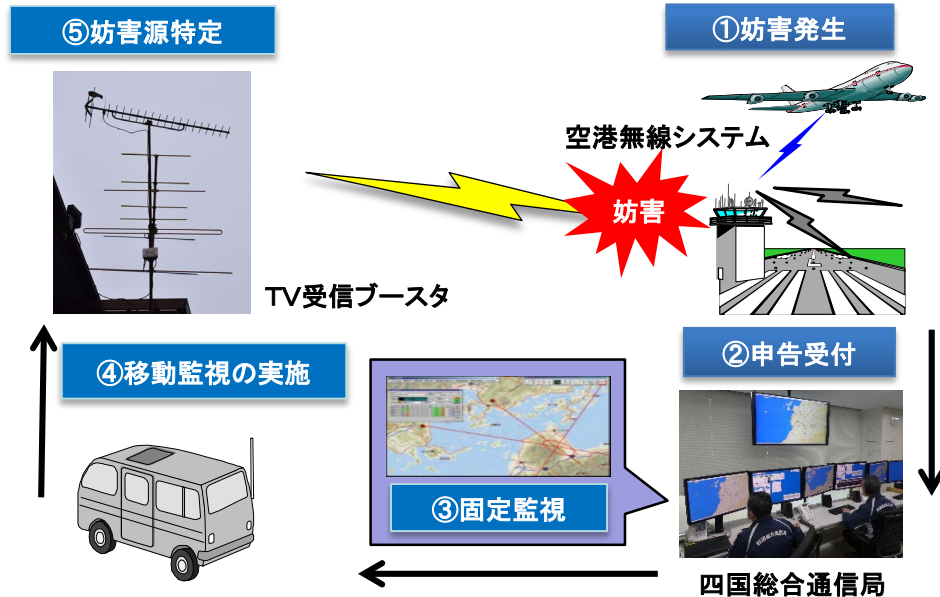 ⑤妨害源特定
①妨害発生
空港無線システム
妨害
TV受信ブースタ
②申告受付
④移動監視の実施
③固定監視
四国総合通信局